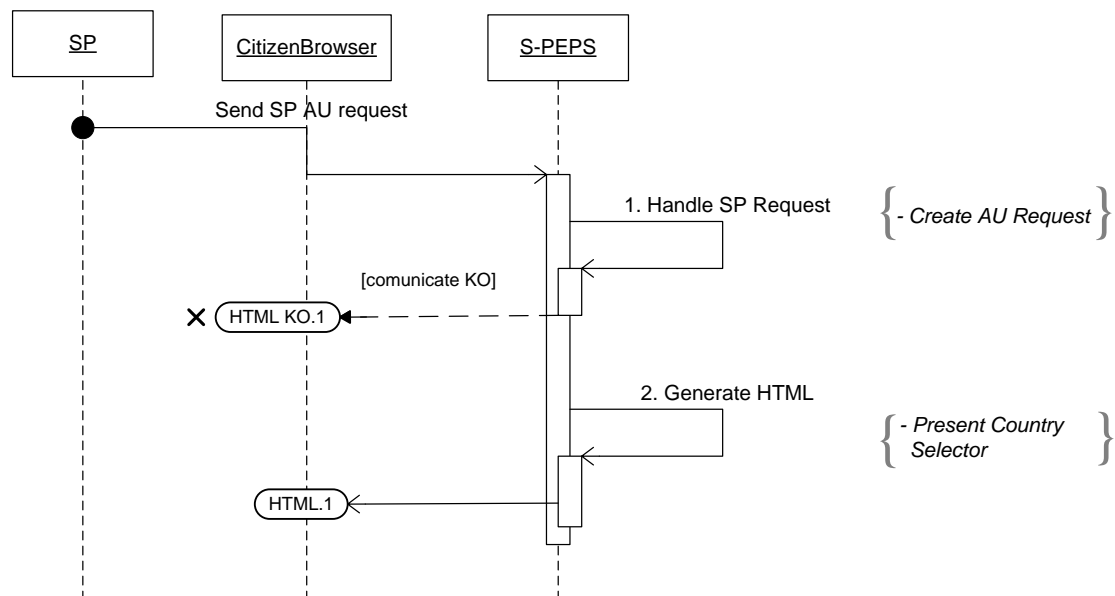 SP
CitizenBrowser
S-PEPS
Send SP AU request
1. Handle SP Request
- Create AU Request
[comunicate KO]
HTML KO.1
2. Generate HTML
- Present Country
Selector
HTML.1